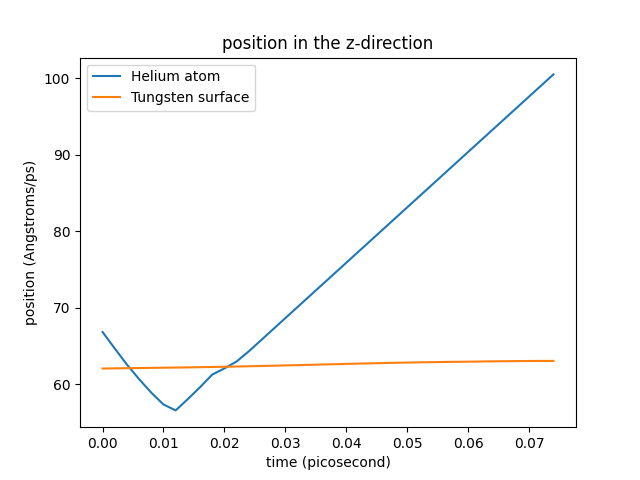 position in the z-direction
Helium atom
Tungsten surface
position (Angstroms/ps)
100
90
80
70
60
0.00 0.01 0.02 0.03 0.04 0.05 0.06 0.07
time (picosecond)